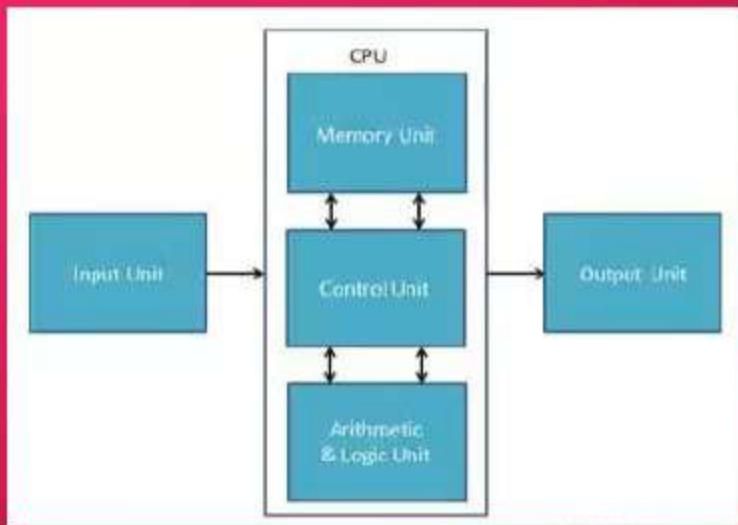 CPU
Memory Unit
Input Unit
Control Unit
Output Unit
Arithmetic
& Logic Unit